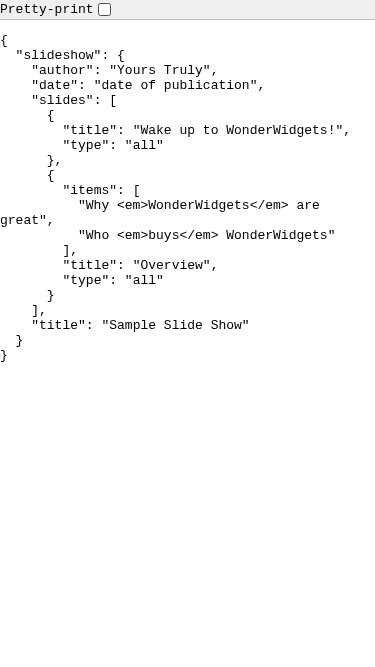 Pretty-print
{
  "slideshow": {
    "author": "Yours Truly",
    "date": "date of publication",
    "slides": [
      {
        "title": "Wake up to WonderWidgets!",
        "type": "all"
      },
      {
        "items": [
          "Why <em>WonderWidgets</em> are
great",
          "Who <em>buys</em> WonderWidgets"
        ],
        "title": "Overview",
        "type": "all"
      }
    ],
    "title": "Sample Slide Show"
  }
}